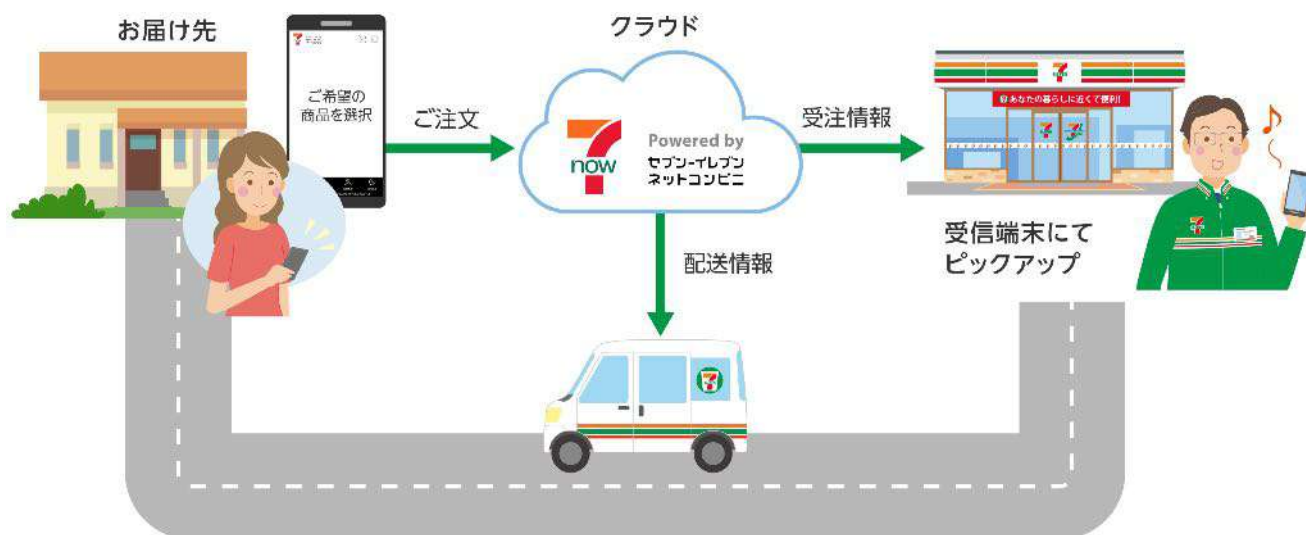 お届け先
ご希望の
商品を選択
ご注文
クラウド
7
now
Powered by
セブン-イレブン
ネットコンビニ
受注情報
配送情報
あなたの暮らしに近くて便利!
受信端末にて
ピックアップ